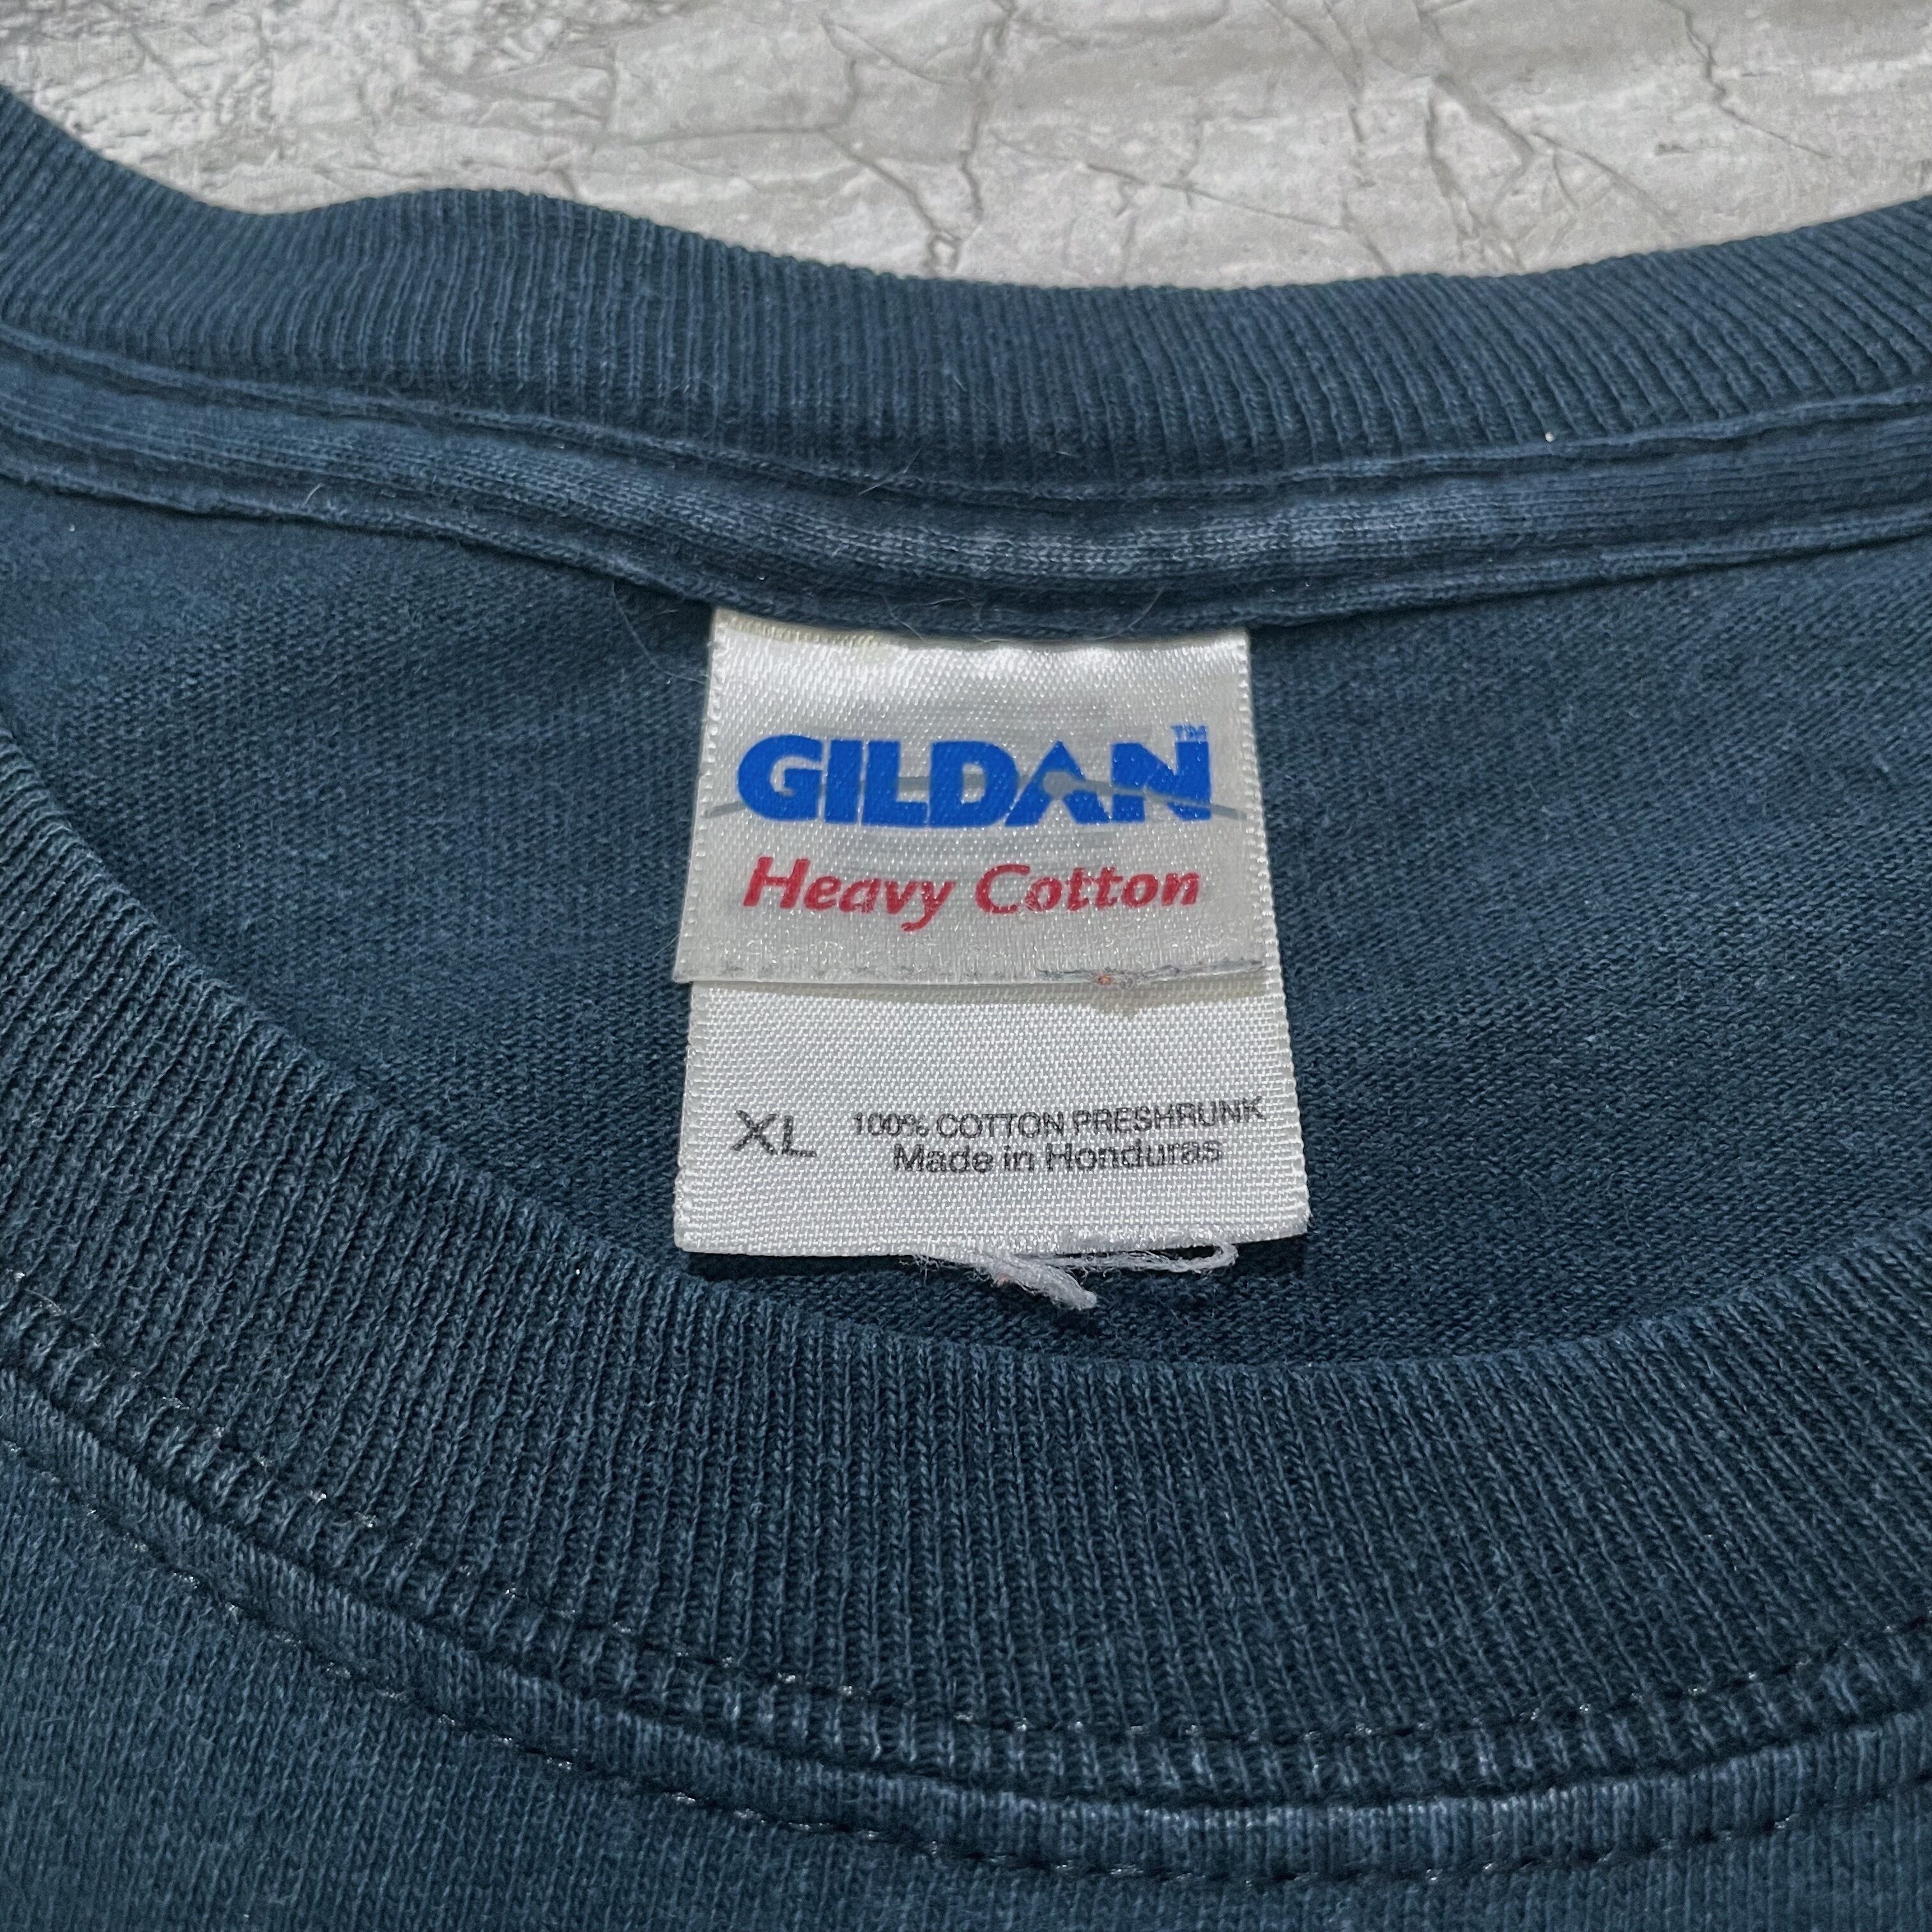 GILDAN™
Heavy Cotton
XL
100% COTTON PRESHRUNK
Made in Honduras